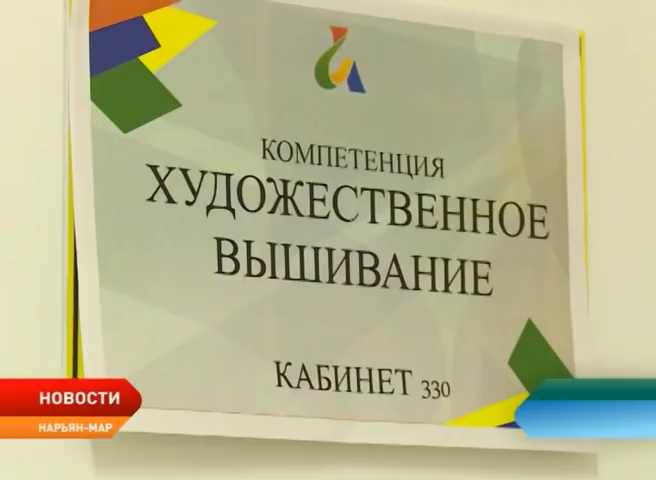 КОМПЕТЕНЦИЯ
ХУДОЖЕСТВЕННОЕ
ВЫШИВАНИЕ
КАБИНЕТ 330
НОВОСТИ
НАРЬЯН-МАР